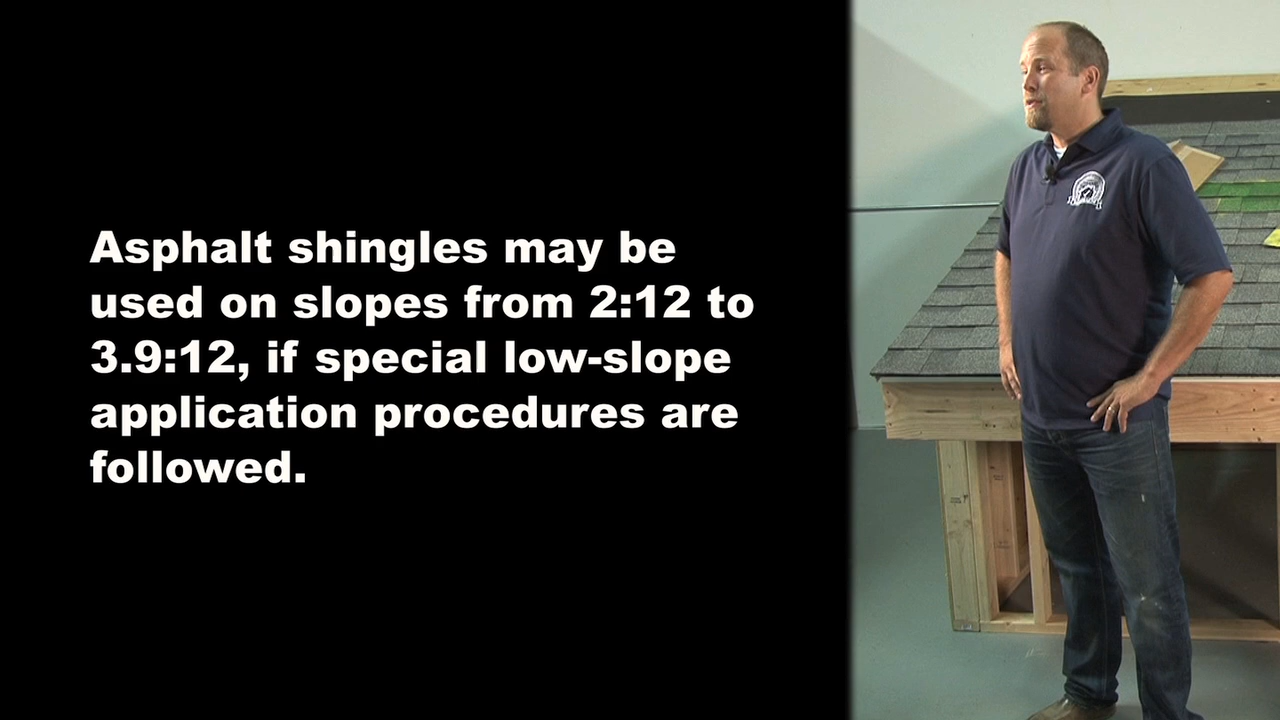 Asphalt shingles may be
used on slopes from 2:12 to
3.9:12, if special low-slope
application procedures are
followed.